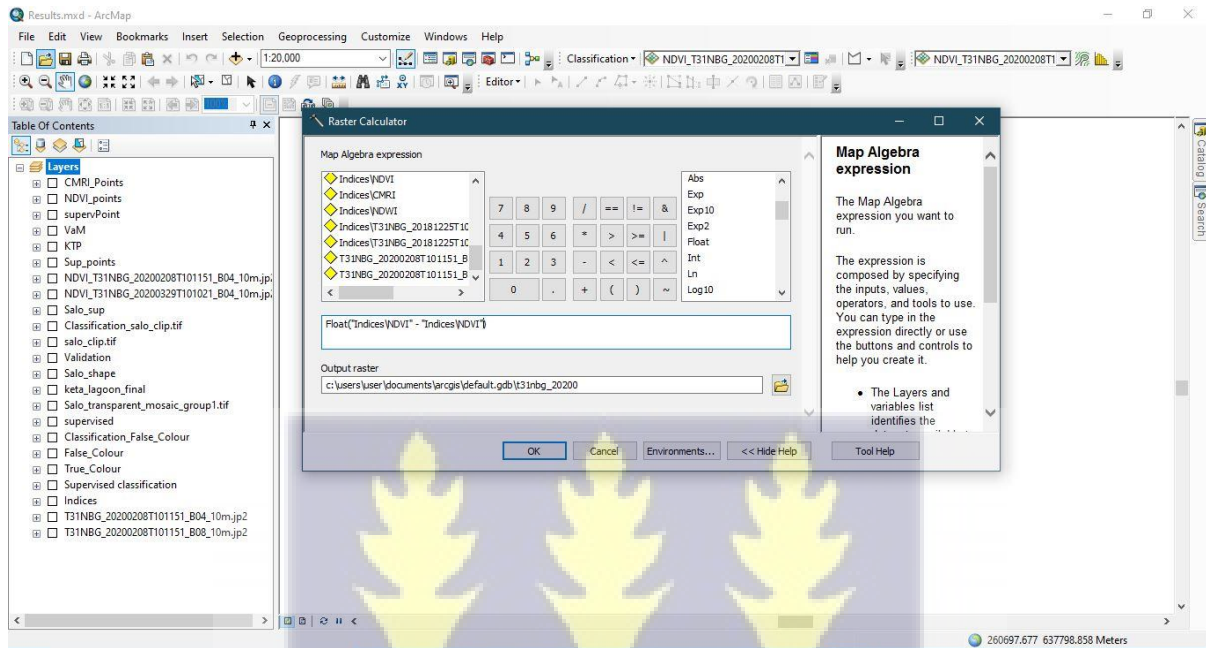 Results.mxd - ArcMap
File Edit View Bookmarks Insert Selection Geoprocessing Customize Windows Help
1:20,000
Classification
NDVI_T31NBG_20200208T1
NDVI_T31NBG_20200208T11
Editor
Table Of Contents
Layers
CMRI_Points
NDVI_points
supervPoint
VaM
KTP
Sup_points
NDVI_T31NBG_20200208T101151_B04_10m.jp
NDVI_T31NBG_20200329T101021_B04_10m.jp
Salo_sup
Classification_salo_clip.tif
salo_clip.tif
Validation
Salo_shape
keta_lagoon_final
Salo_transparent_mosaic_group1.tif
supervised
Classification_False_Colour
False_Colour
True_Colour
Supervised classification
Indices
T31NBG_20200208T101151_B04_10m.jp2
T31NBG_20200208T101151_B08_10m.jp2
Raster Calculator
Map Algebra expression
Indices\NDVI
Indices\CMRI
Indices\NDWI
Indices\T31NBG_20181225T10
Indices\T31NBG_20181225T10
T31NBG_20200208T101151_B
T31NBG_20200208T101151_B
7 8 9 / == != &
4 5 6 * > >= |
1 2 3 - < <= ^
0 . + ( ) ~
Abs
Exp
Exp10
Exp2
Float
Int
Ln
Log10
Float("Indices\NDVI" - "Indices\NDVI")
Output raster
c:\users\user\documents\arcgis\default.gdb\t31nbg_20200
OK Cancel Environments... << Hide Help Tool Help
Map Algebra
expression
The Map Algebra
expression you want to
run.
The expression is
composed by specifying
the inputs, values,
operators, and tools to use.
You can type in the
expression directly or use
the buttons and controls to
help you create it.
• The Layers and
variables list
identifies the
Catalog
Search
260697.677 637798.858 Meters